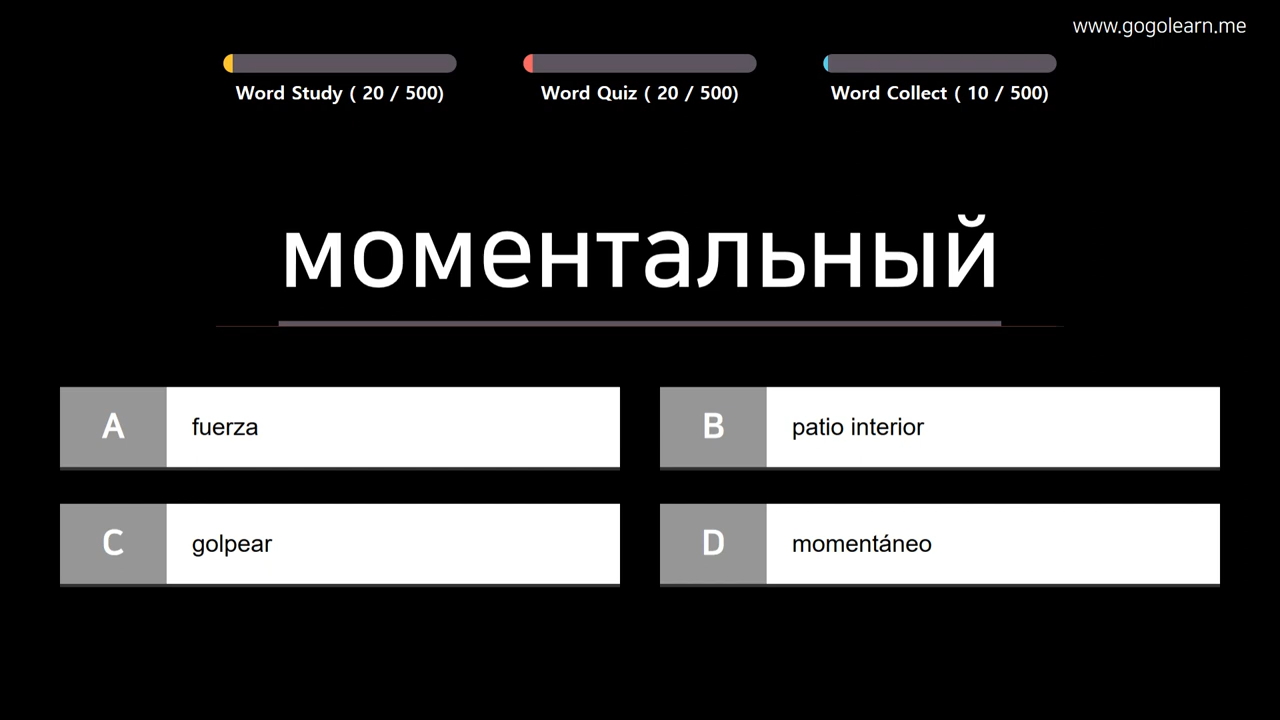 www.gogolearn.me
Word Study ( 20 / 500)
Word Quiz ( 20 / 500)
Word Collect ( 10 / 500)
моментальный
A fuerza
B patio interior
C golpear
D momentáneo